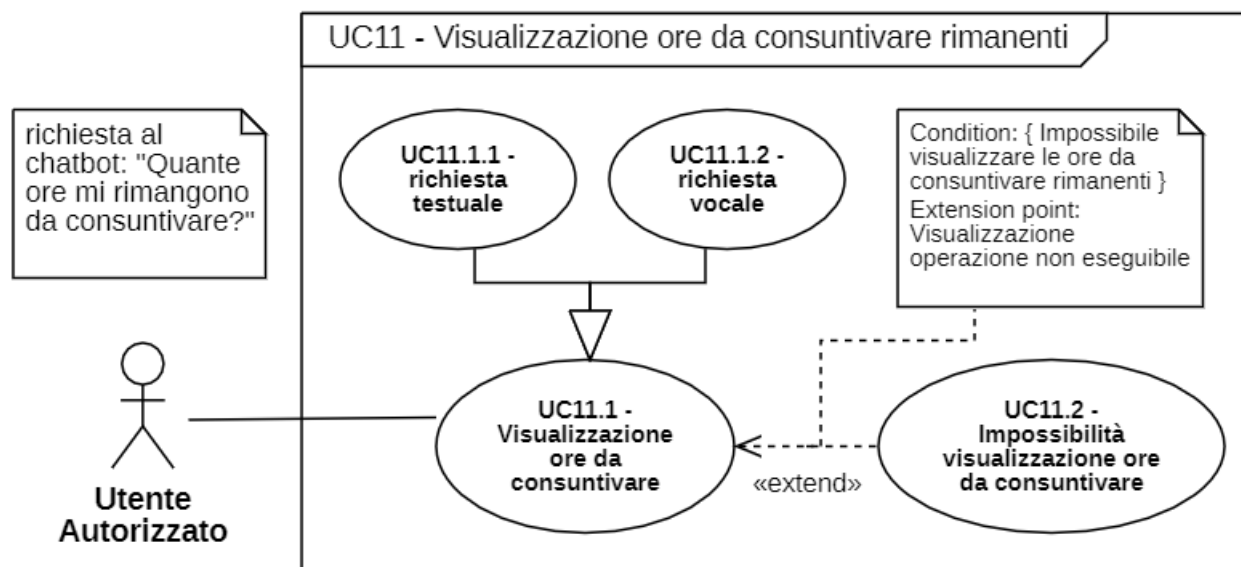 UC11 - Visualizzazione ore da consuntivare rimanenti
richiesta al
chatbot: "Quante
ore mi rimangono
da consuntivare?"
UC11.1.1 -
richiesta
testuale
UC11.1.2 -
richiesta
vocale
Condition: { Impossibile
visualizzare le ore da
consuntivare rimanenti }
Extension point:
Visualizzazione
operazione non eseguibile
Utente
Autorizzato
UC11.1 -
Visualizzazione
ore da
consuntivare
«extend»
UC11.2 -
Impossibilità
visualizzazione ore
da consuntivare